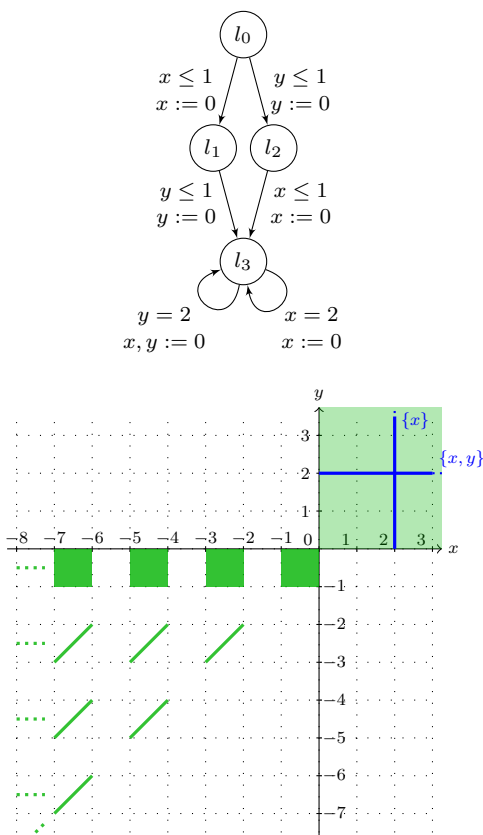 l₀
x ≤ 1 y ≤ 1
x := 0 y := 0
l₁ l₂
y ≤ 1 x ≤ 1
y := 0 x := 0
l₃
y = 2 x = 2
x, y := 0 x := 0
y
3 {x}
2 {x, y}
1
−8 −7 −6 −5 −4 −3 −2 −1 0 1 2 3 x
−1
−2
−3
−4
−5
−6
−7